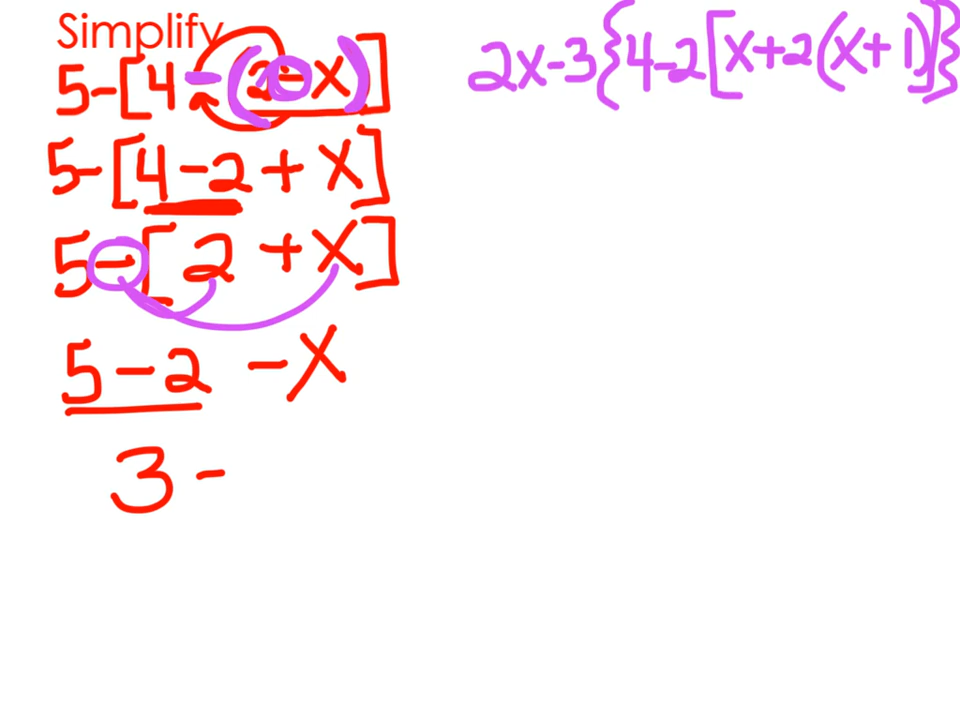 Simplify
5-[4-(2-x)]
5-[4-2+x]
5-[2+x]
5-2-x
3-
2x-3{4-2[x+2(x+1)]}